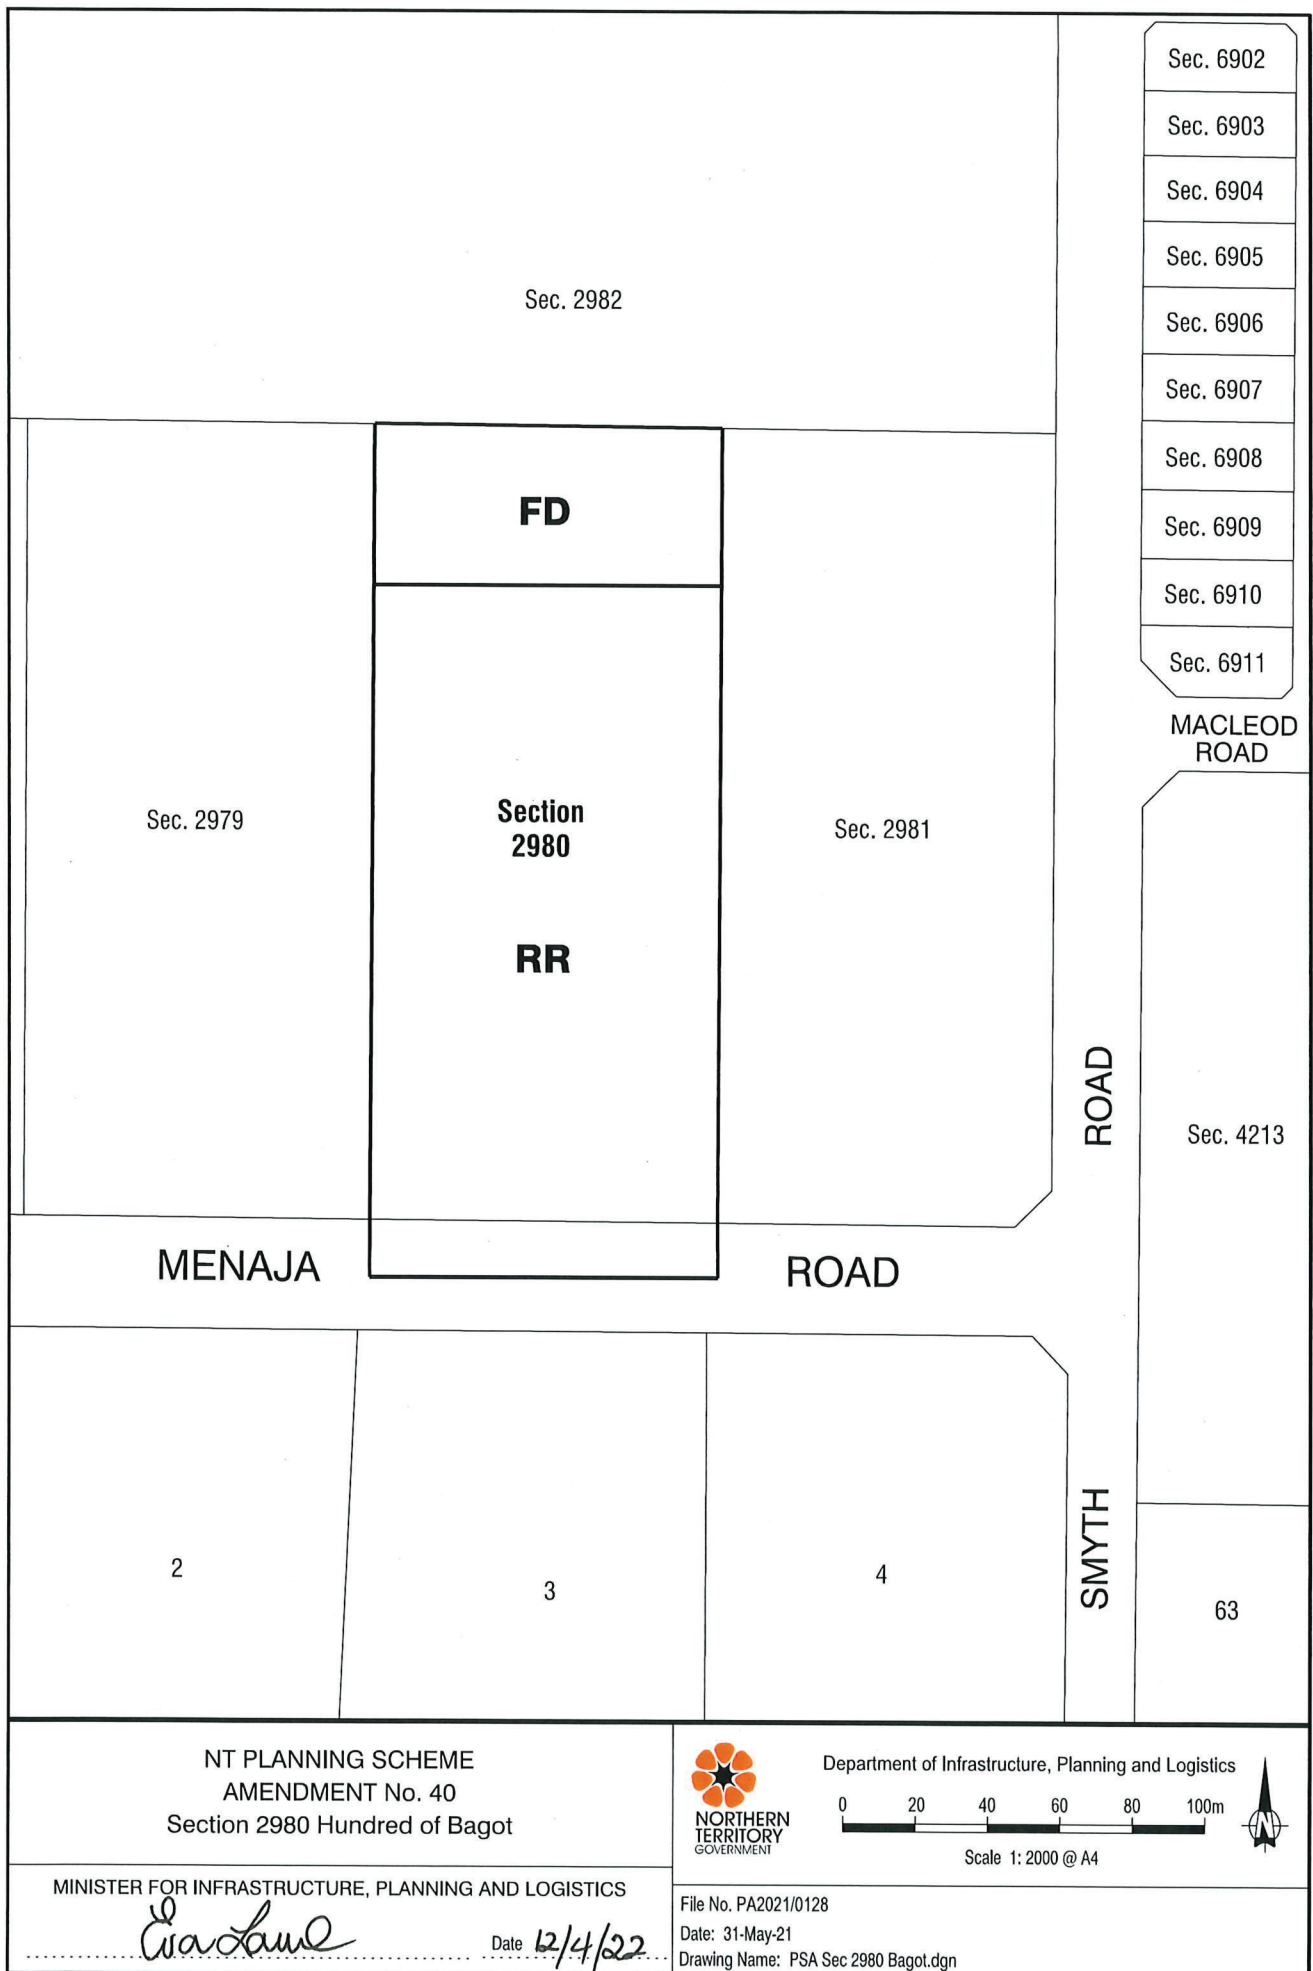 Sec. 6902
Sec. 6903
Sec. 6904
Sec. 6905
Sec. 2982
Sec. 6906
Sec. 6907
Sec. 6908
FD
Sec. 6909
Sec. 6910
Sec. 6911
MACLEOD
ROAD
Sec. 2979
Section
2980
Sec. 2981
RR
ROAD
Sec. 4213
MENAJA
ROAD
SMYTH
2
3
4
63
NT PLANNING SCHEME
AMENDMENT No. 40
Section 2980 Hundred of Bagot
MINISTER FOR INFRASTRUCTURE, PLANNING AND LOGISTICS
Date 12/4/22
NORTHERN
TERRITORY
GOVERNMENT
Department of Infrastructure, Planning and Logistics
0 20 40 60 80 100m
Scale 1: 2000 @ A4
N
File No. PA2021/0128
Date: 31-May-21
Drawing Name: PSA Sec 2980 Bagot.dgn